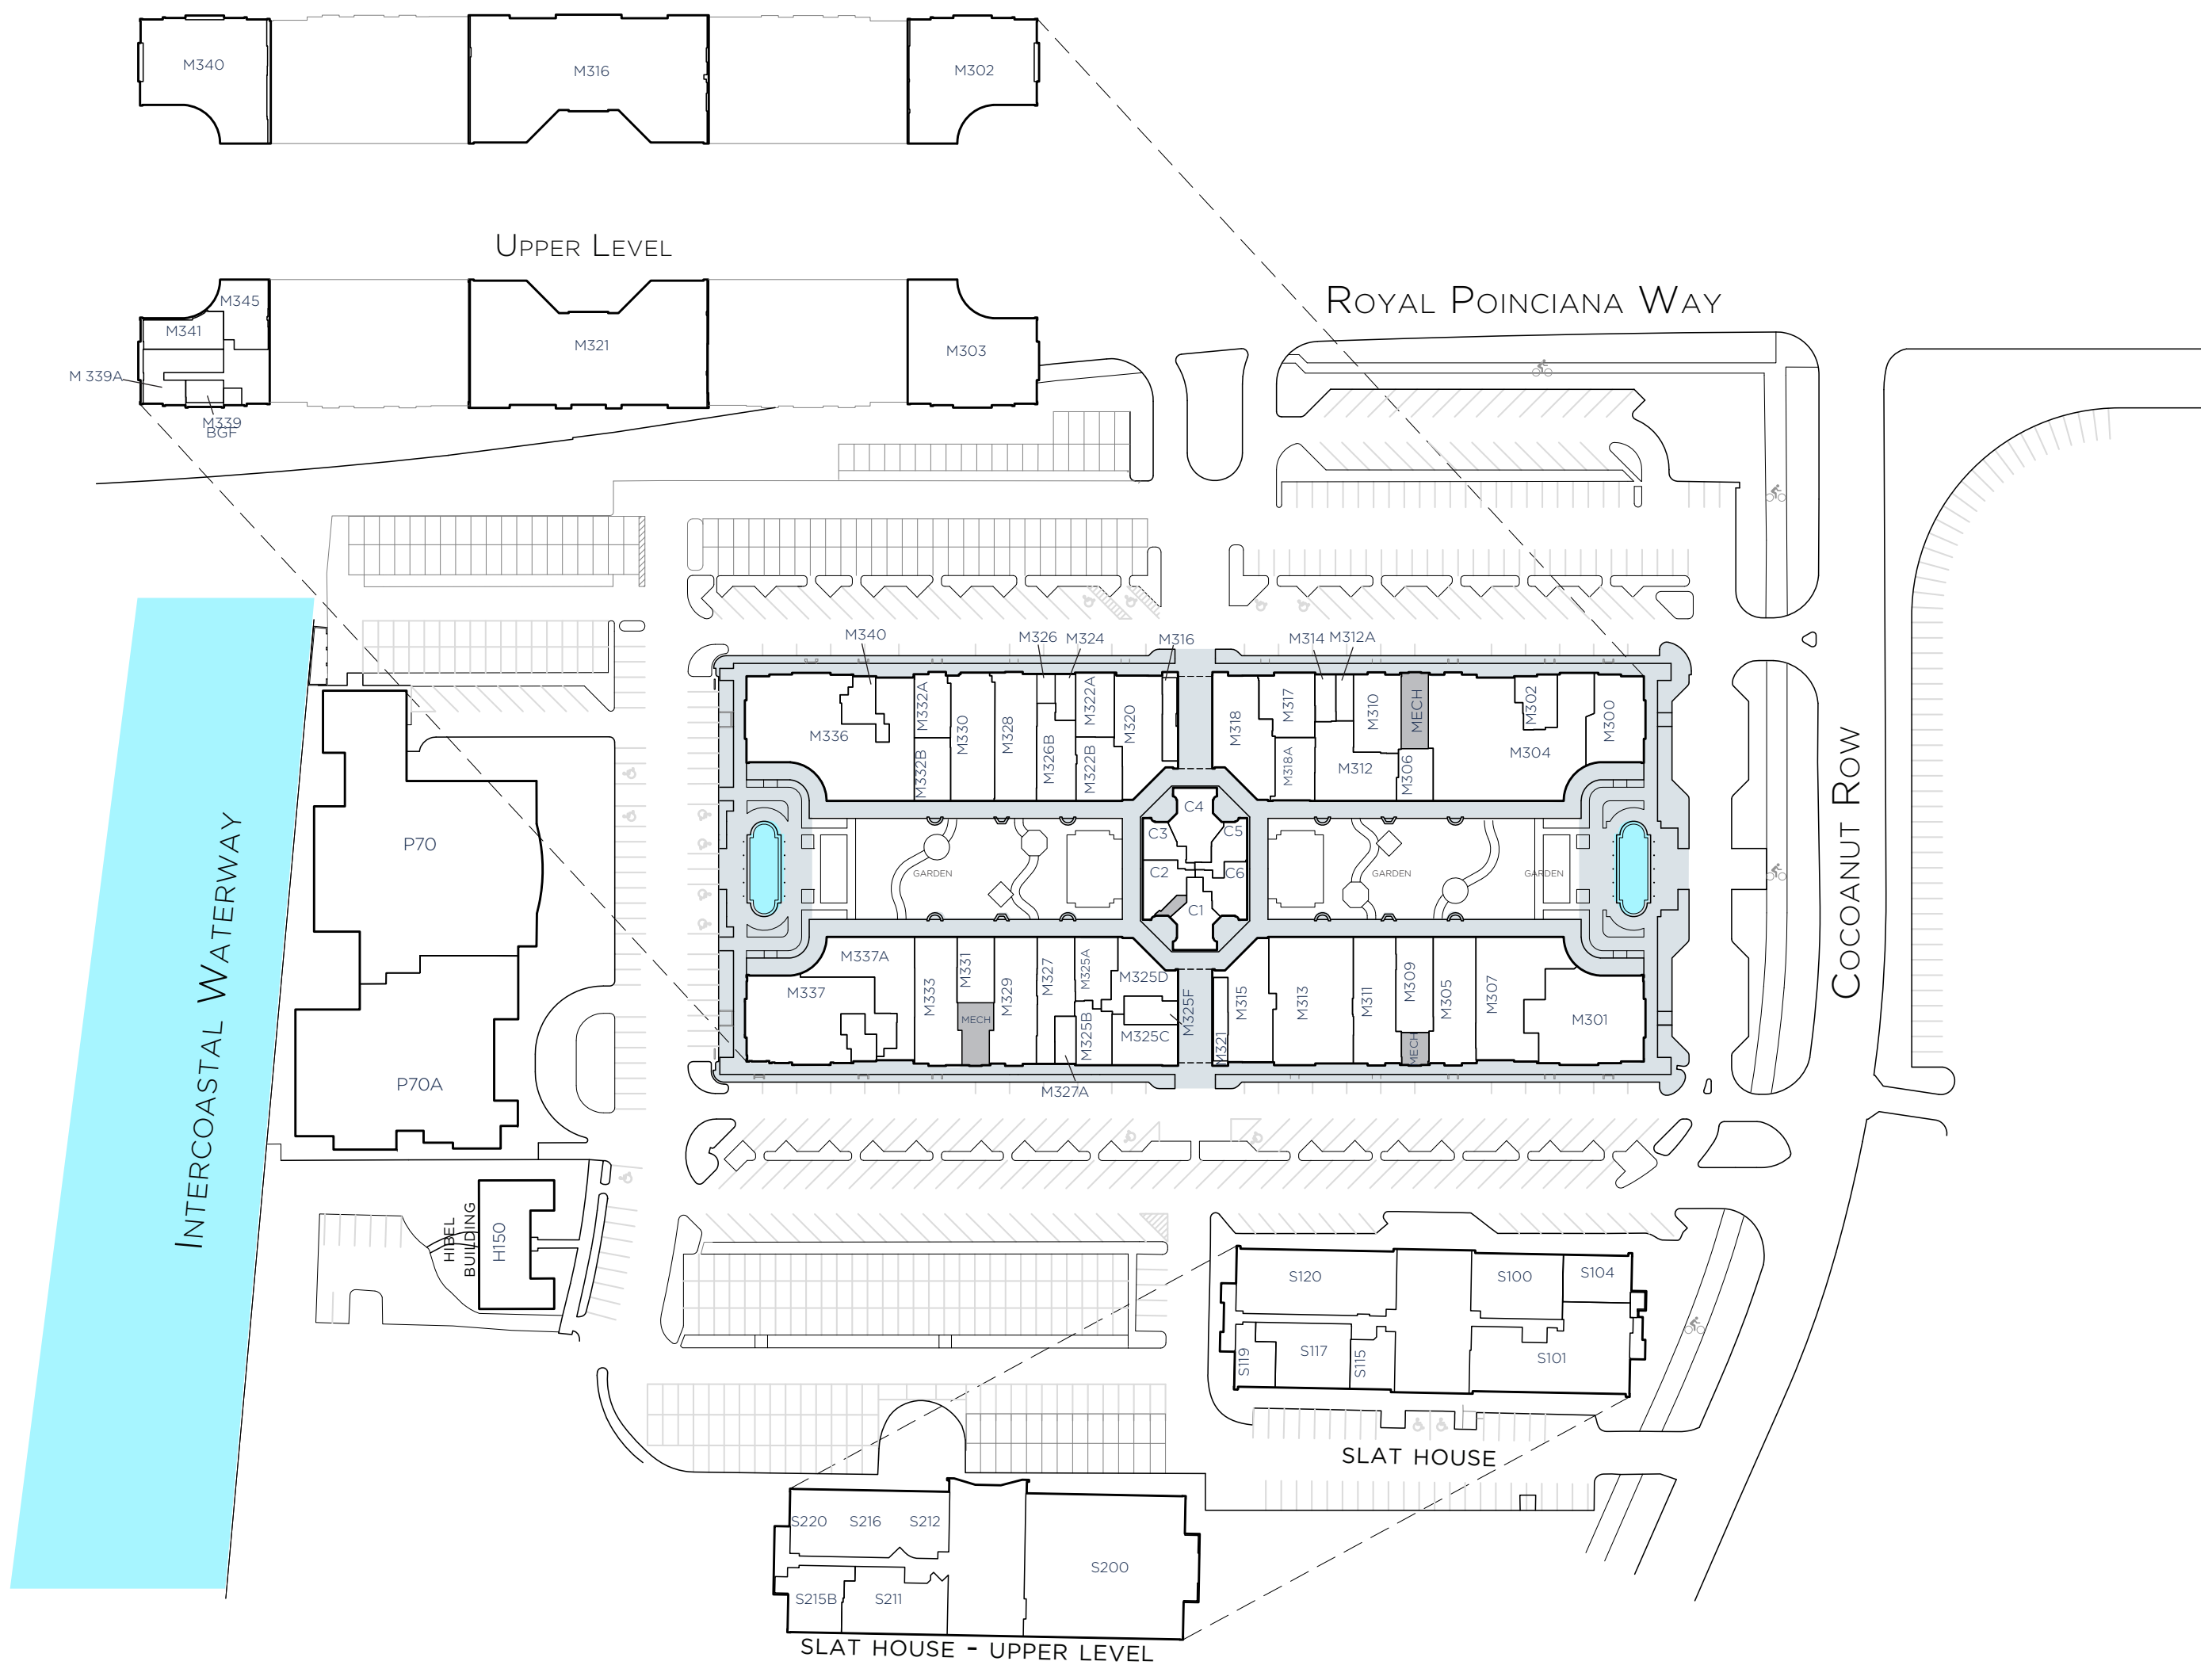 M340
M316
M302
UPPER LEVEL
M345
M341
M321
M303
M 339A
M339
BGF
ROYAL POINCIANA WAY
M340
M326
M324
M316
M314
M312A
M336
M332A
M332B
M330
M328
M326B
M322A
M322B
M320
M318
M317
M318A
M312
M310
MECH
M306
M302
M304
M300
C4
C3
C5
C2
C6
C1
GARDEN
GARDEN
GARDEN
M337A
M337
M333
M331
MECH
M329
M327
M325A
M325B
M325D
M325C
M325F
M327A
M321
M315
M313
M311
M309
MECH
M305
M307
M301
COCOANUT ROW
INTERCOASTAL WATERWAY
P70
P70A
HIBEL
BUILDING
H150
S120
S100
S104
S119
S117
S115
S101
SLAT HOUSE
S220
S216
S212
S200
S215B
S211
SLAT HOUSE - UPPER LEVEL